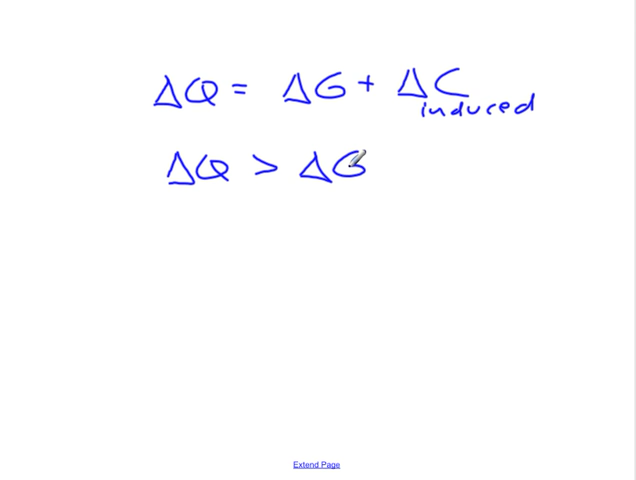 ΔQ = ΔG + ΔC
induced
ΔQ > ΔG
Extend Page